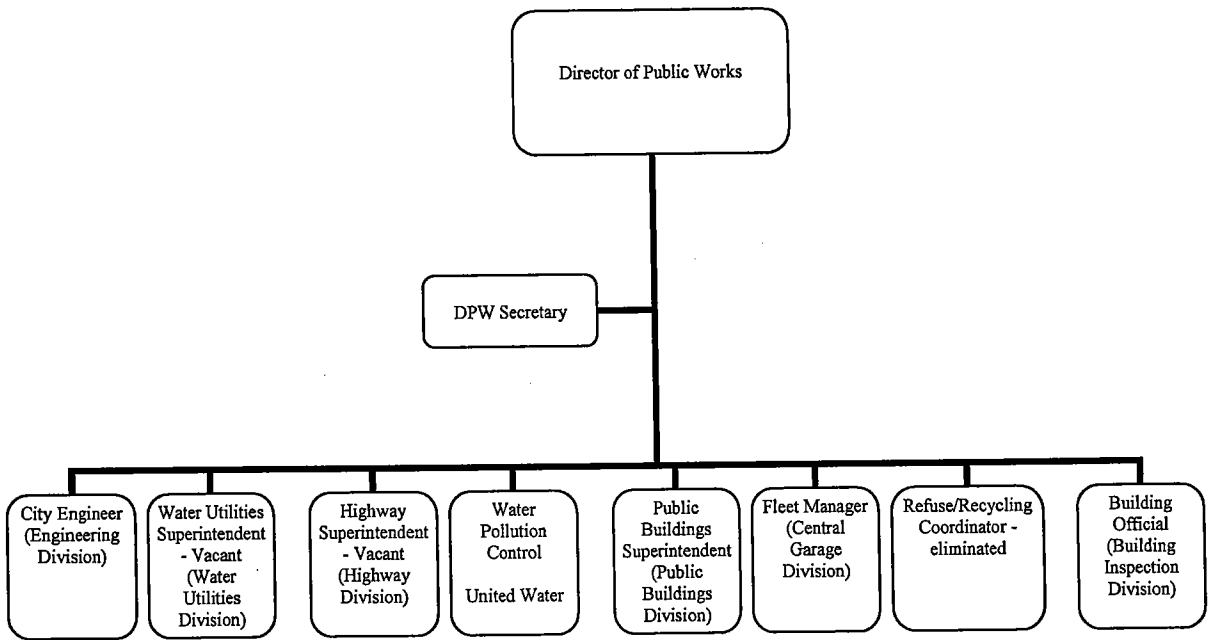 Director of Public Works
DPW Secretary
City Engineer
(Engineering
Division)
Water Utilities
Superintendent
- Vacant
(Water
Utilities
Division)
Highway
Superintendent
- Vacant
(Highway
Division)
Water
Pollution
Control
United Water
Public
Buildings
Superintendent
(Public
Buildings
Division)
Fleet Manager
(Central
Garage
Division)
Refuse/Recycling
Coordinator -
eliminated
Building
Official
(Building
Inspection
Division)